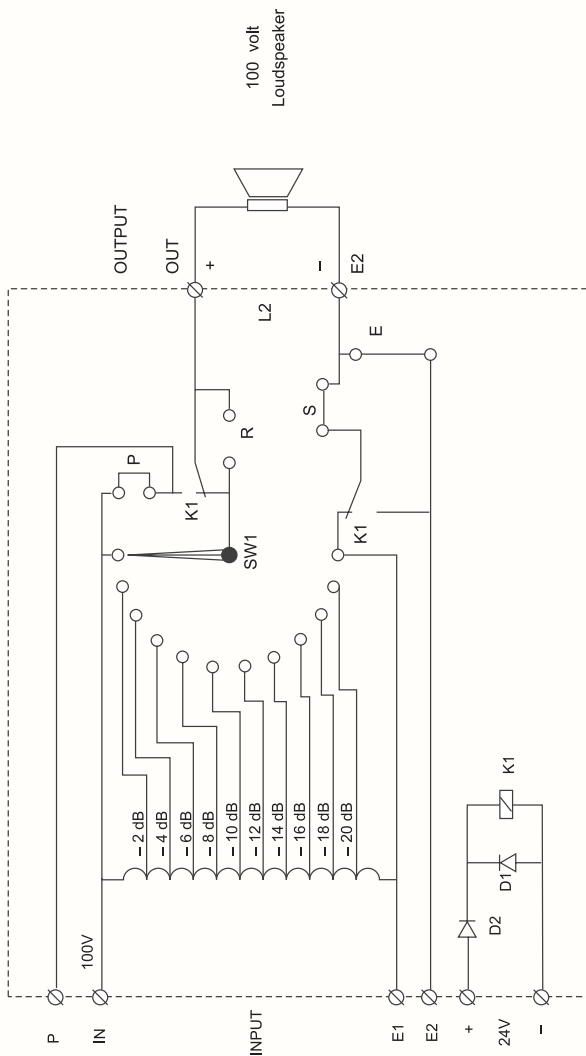 100 volt
Loudspeaker
OUTPUT
OUT
+
–
E2
L2
P
K1
R
SW1
S
E
K1
– 2 dB
– 4 dB
– 6 dB
– 8 dB
– 10 dB
– 12 dB
– 14 dB
– 16 dB
– 18 dB
– 20 dB
100V
P
IN
INPUT
E1
E2
+
24V
–
D2
D1
K1